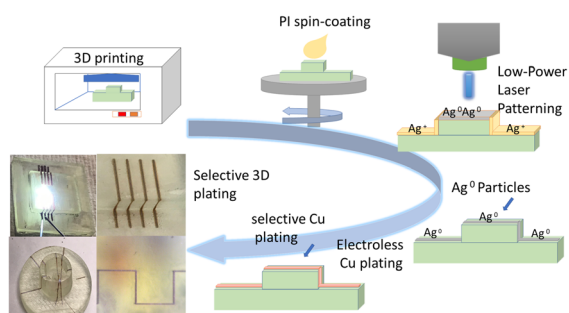 3D printing
PI spin-coating
Low-Power
Laser
Patterning
Ag⁰Ag⁰
Ag⁺
Ag⁺
Ag⁰ Particles
Ag⁰
Ag⁰
Ag⁰
Selective 3D
plating
selective Cu
plating
Electroless
Cu plating